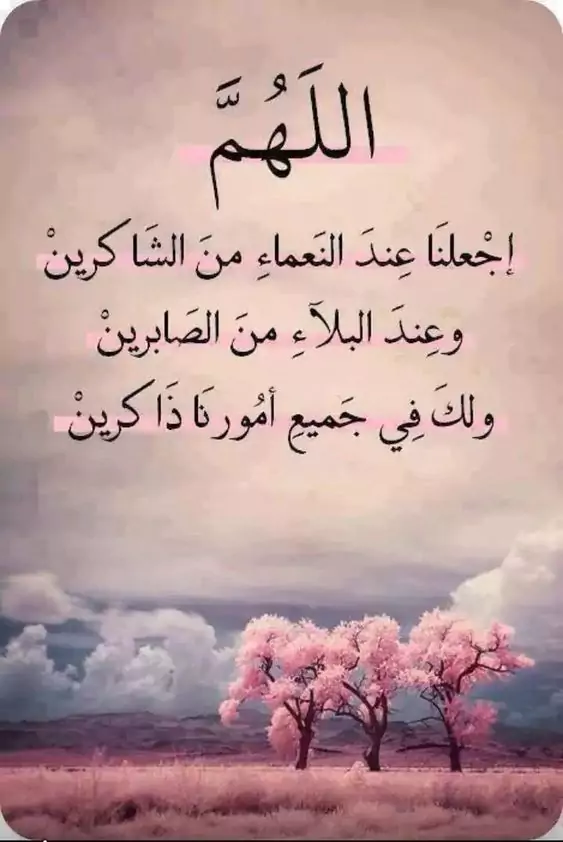 اللَهُمَّ
إجْعلنَا عِندَ النَعماءِ منَ الشَاكرينْ
وعِندَ البلآءِ منَ الصَابرينْ
ولكَ فِي جَميعِ أمُورنَا ذَاكرينْ